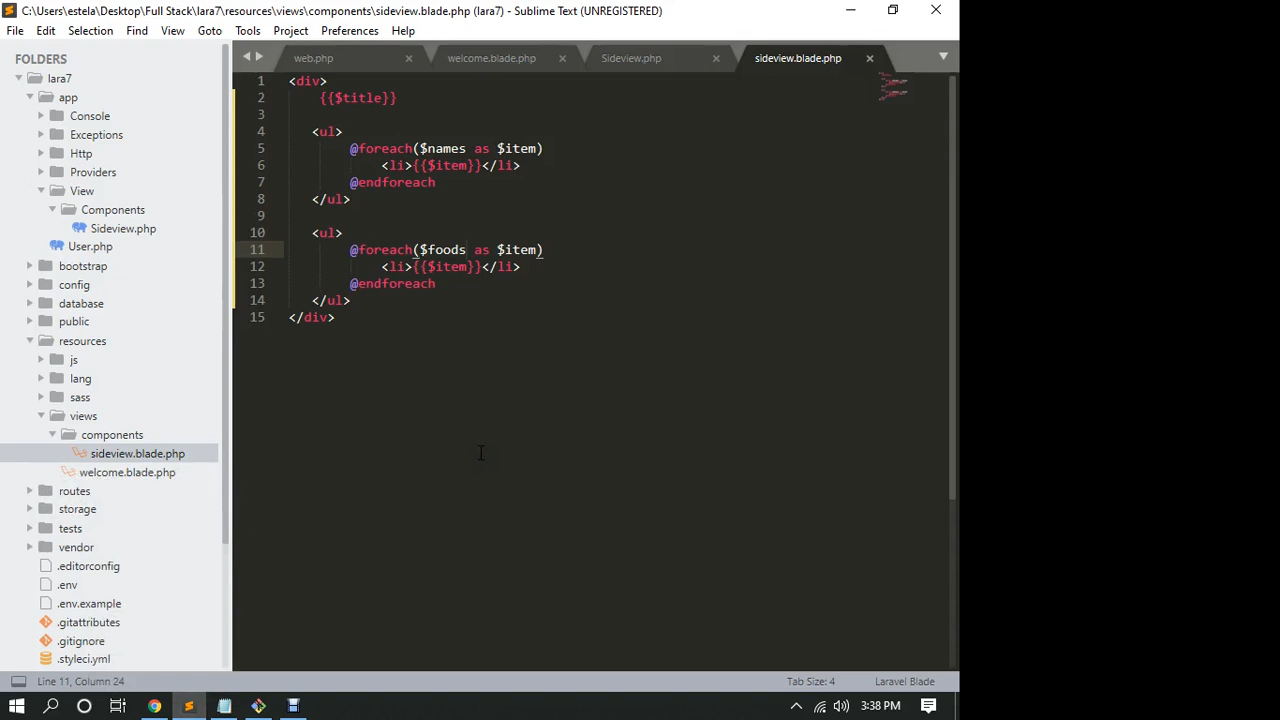 C:\Users\estela\Desktop\Full Stack\lara7\resources\views\components\sideview.blade.php (lara7) - Sublime Text (UNREGISTERED)
File Edit Selection Find View Goto Tools Project Preferences Help
FOLDERS
lara7
app
Console
Exceptions
Http
Providers
View
Components
Sideview.php
User.php
bootstrap
config
database
public
resources
js
lang
sass
views
components
sideview.blade.php
welcome.blade.php
routes
storage
tests
vendor
.editorconfig
.env
.env.example
.gitattributes
.gitignore
.styleci.yml
web.php welcome.blade.php Sideview.php sideview.blade.php
1 <div>
2 {{$title}}
3
4 <ul>
5 @foreach($names as $item)
6 <li>{{$item}}</li>
7 @endforeach
8 </ul>
9
10 <ul>
11 @foreach($foods as $item)
12 <li>{{$item}}</li>
13 @endforeach
14 </ul>
15 </div>
Line 11, Column 24 Tab Size: 4 Laravel Blade
3:38 PM